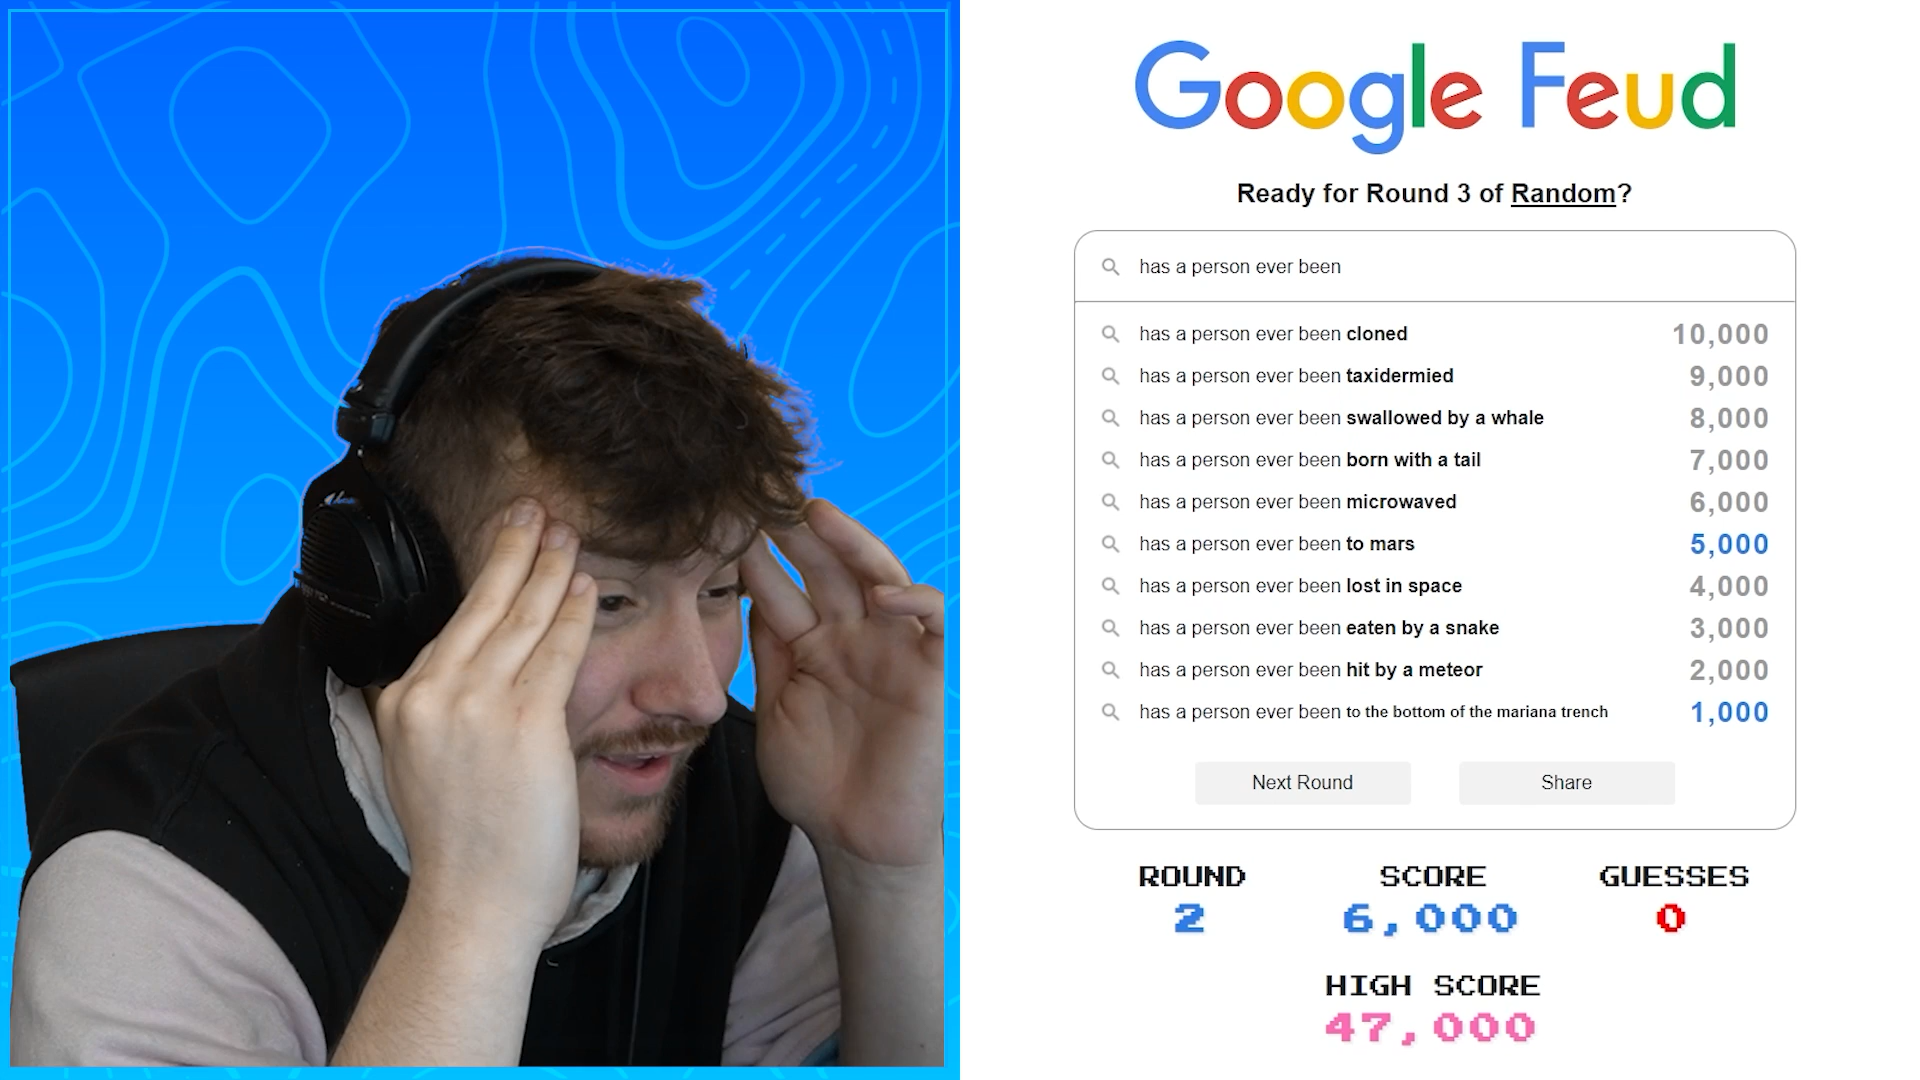 Google Feud
Ready for Round 3 of Random?
has a person ever been
has a person ever been cloned 10,000
has a person ever been taxidermied 9,000
has a person ever been swallowed by a whale 8,000
has a person ever been born with a tail 7,000
has a person ever been microwaved 6,000
has a person ever been to mars 5,000
has a person ever been lost in space 4,000
has a person ever been eaten by a snake 3,000
has a person ever been hit by a meteor 2,000
has a person ever been to the bottom of the mariana trench 1,000
Next Round Share
ROUND SCORE GUESSES
2 6,000 0
HIGH SCORE
47,000